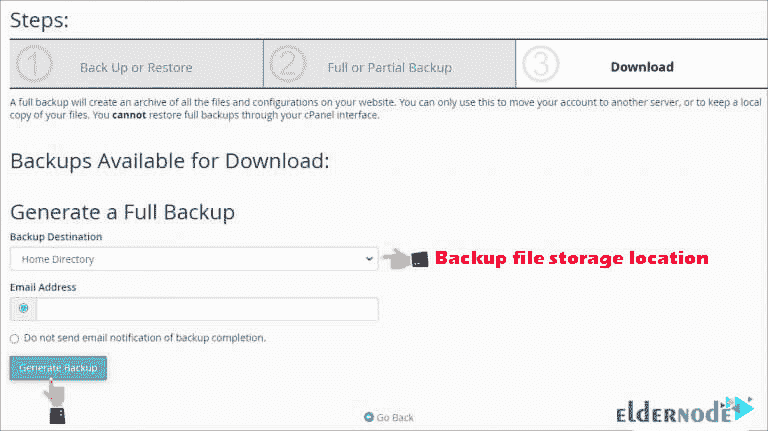 Steps:
1 Back Up or Restore 2 Full or Partial Backup 3 Download
A full backup will create an archive of all the files and configurations on your website. You can only use this to move your account to another server, or to keep a local
copy of your files. You cannot restore full backups through your cPanel interface.
Backups Available for Download:
Generate a Full Backup
Backup Destination
Home Directory
Backup file storage location
Email Address
@
Do not send email notification of backup completion.
Generate Backup
Go Back
eldernode